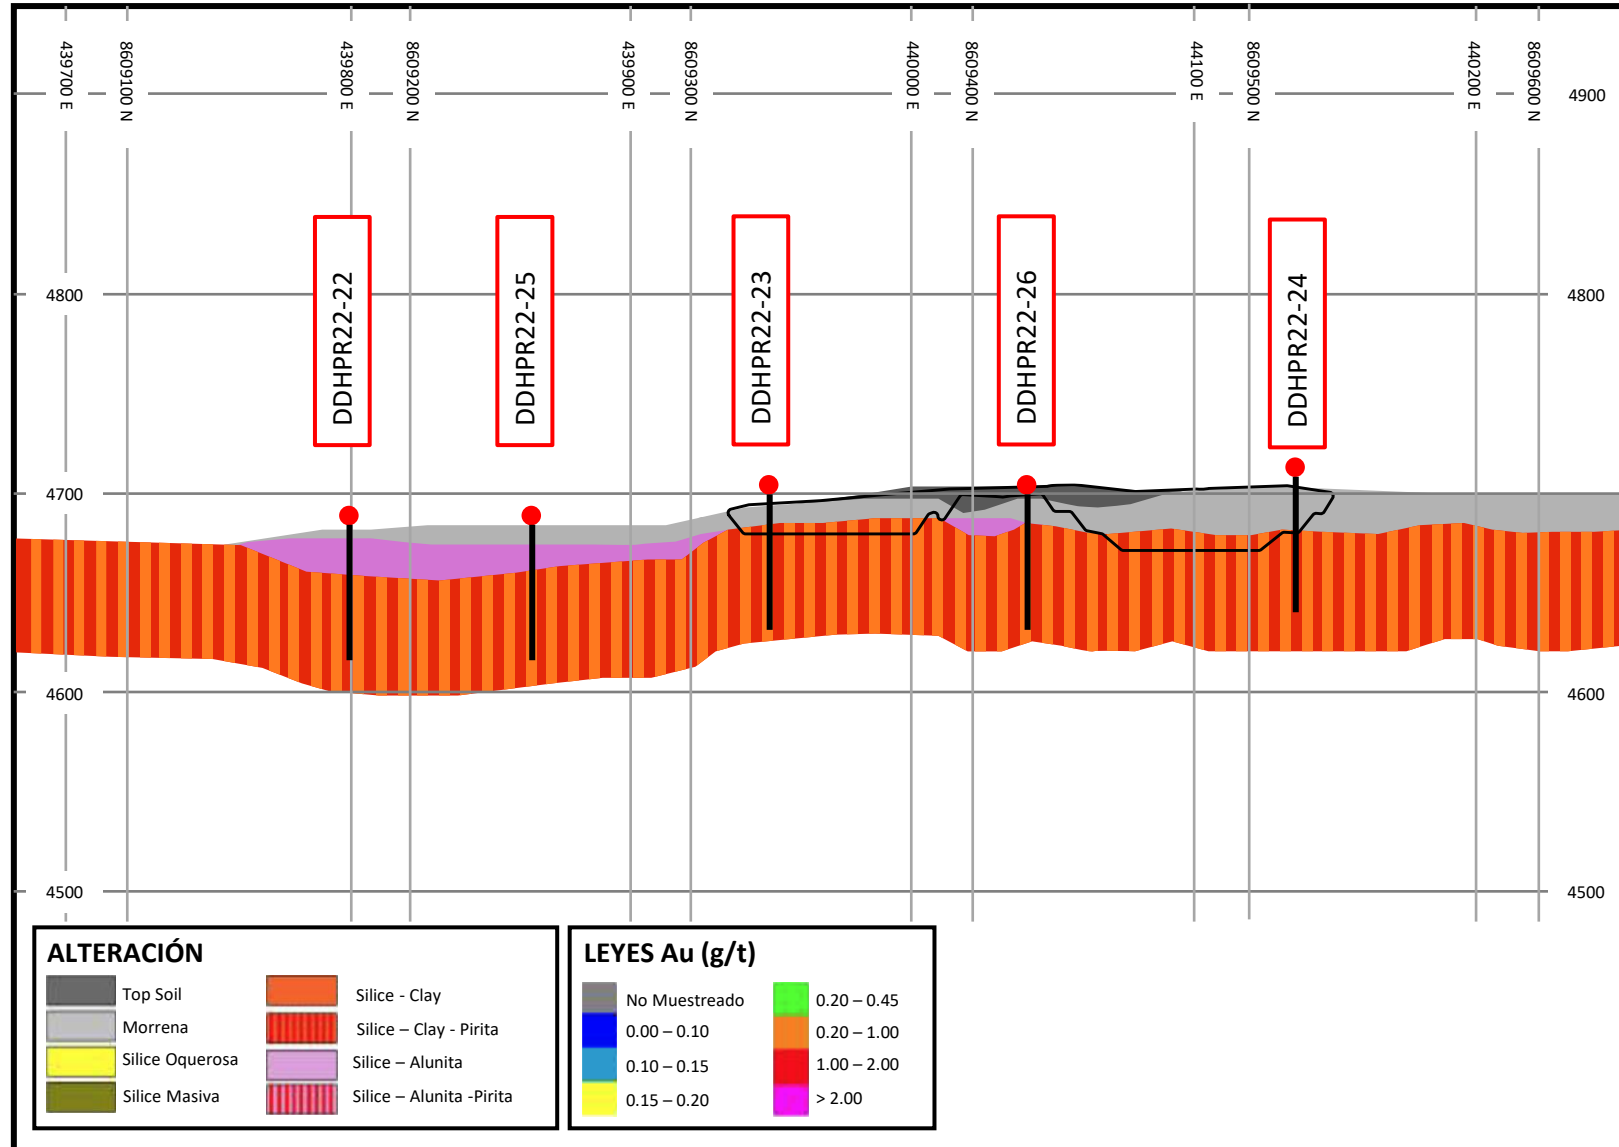 439700 E
8609100 N
439800 E
8609200 N
439900 E
8609300 N
440000 E
8609400 N
44100 E
8609500 N
440200 E
8609600 N
4900
4800
4800
DDHPR22-22
DDHPR22-25
DDHPR22-23
DDHPR22-26
DDHPR22-24
4700
4700
4600
4600
4500
4500
ALTERACIÓN
Top Soil
Morrena
Silice Oquerosa
Silice Masiva
Silice - Clay
Silice – Clay - Pirita
Silice – Alunita
Silice – Alunita -Pirita
LEYES Au (g/t)
No Muestreado
0.00 – 0.10
0.10 – 0.15
0.15 – 0.20
0.20 – 0.45
0.20 – 1.00
1.00 – 2.00
> 2.00